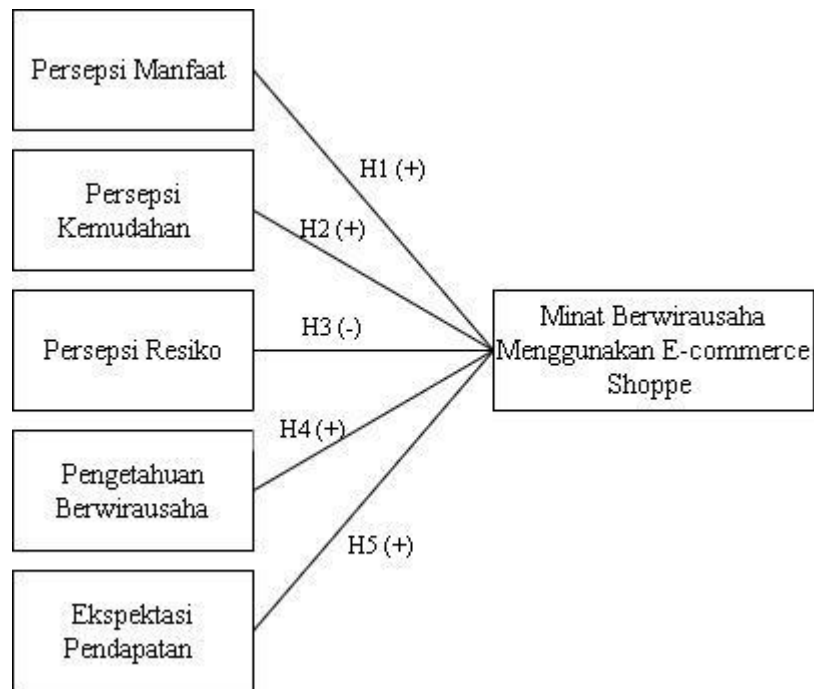 Persepsi Manfaat
H1 (+)
Persepsi
Kemudahan
H2 (+)
Persepsi Resiko
H3 (-)
Minat Berwirausaha
Menggunakan E-commerce
Shoppe
Pengetahuan
Berwirausaha
H4 (+)
H5 (+)
Ekspektasi
Pendapatan